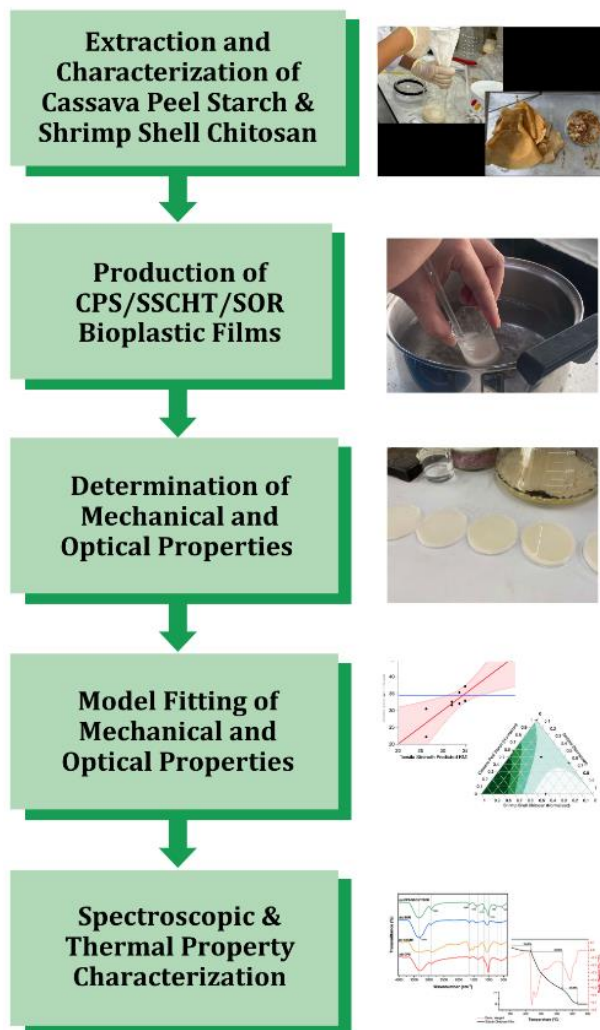 Extraction and
Characterization of
Cassava Peel Starch &
Shrimp Shell Chitosan
Production of
CPS/SSCHT/SOR
Bioplastic Films
Determination of
Mechanical and
Optical Properties
Model Fitting of
Mechanical and
Optical Properties
Spectroscopic &
Thermal Property
Characterization